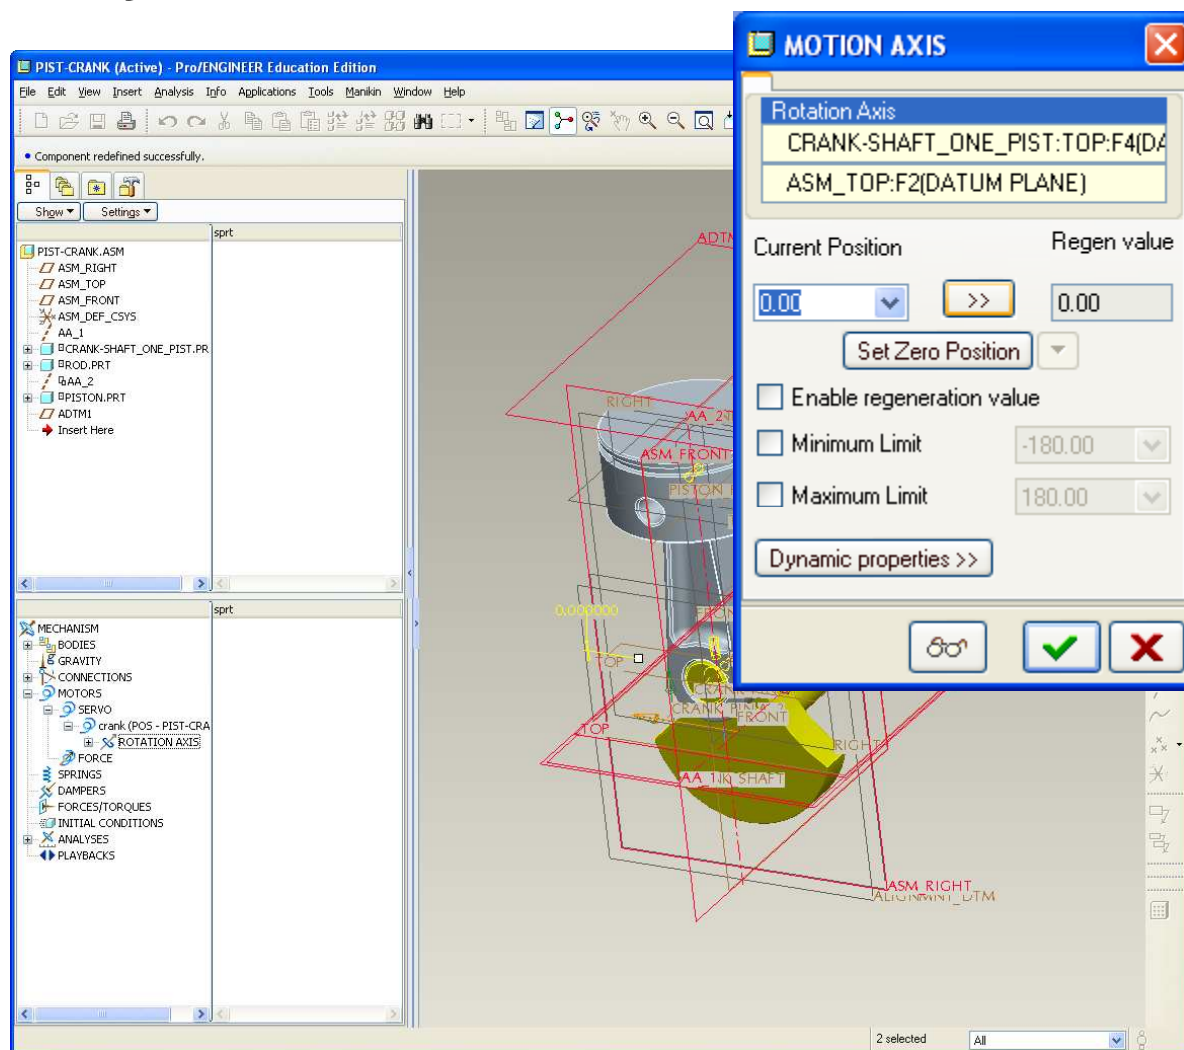 PIST-CRANK (Active) - Pro/ENGINEER Education Edition
File Edit View Insert Analysis Info Applications Tools Manikin Window Help
• Component redefined successfully.
Show Settings
sprt
PIST-CRANK.ASM
ASM_RIGHT
ASM_TOP
ASM_FRONT
ASM_DEF_CSYS
AA_1
CRANK-SHAFT_ONE_PIST.PR
ROD.PRT
AA_2
PISTON.PRT
ADTM1
Insert Here
sprt
MECHANISM
BODIES
GRAVITY
CONNECTIONS
MOTORS
SERVO
crank (POS - PIST-CRA
ROTATION AXIS
FORCE
SPRINGS
DAMPERS
FORCES/TORQUES
INITIAL CONDITIONS
ANALYSES
PLAYBACKS
ADTM
RIGHT
AA_2
ASM_FRONT
PISTON
0.000000
TOP
CRANK
FRONT
TOP
RIGHT
AA_1
SHAFT
ASM_RIGHT
ALIGNMNT_DTM
2 selected All
MOTION AXIS
Rotation Axis
CRANK-SHAFT_ONE_PIST:TOP:F4(DA
ASM_TOP:F2(DATUM PLANE)
Current Position Regen value
0.00 >> 0.00
Set Zero Position
Enable regeneration value
Minimum Limit -180.00
Maximum Limit 180.00
Dynamic properties >>